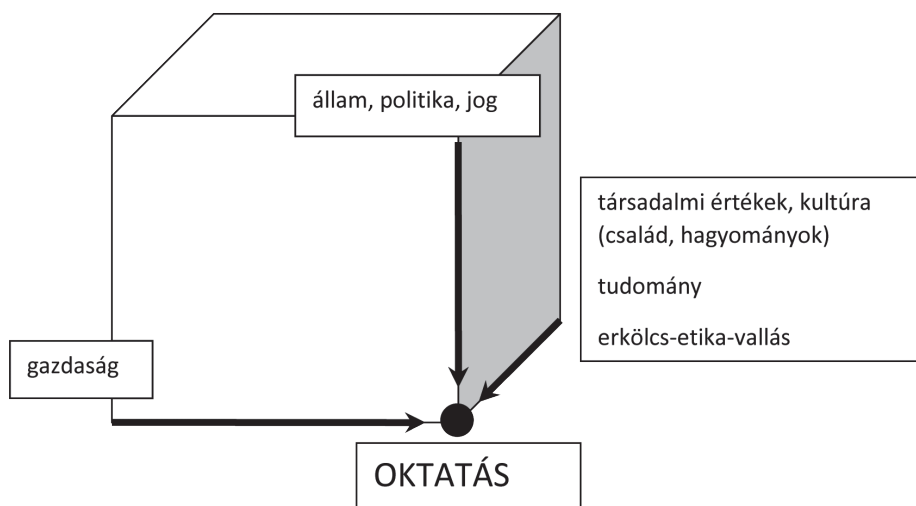 állam, politika, jog
társadalmi értékek, kultúra
(család, hagyományok)
tudomány
erkölcs-etika-vallás
gazdaság
OKTATÁS